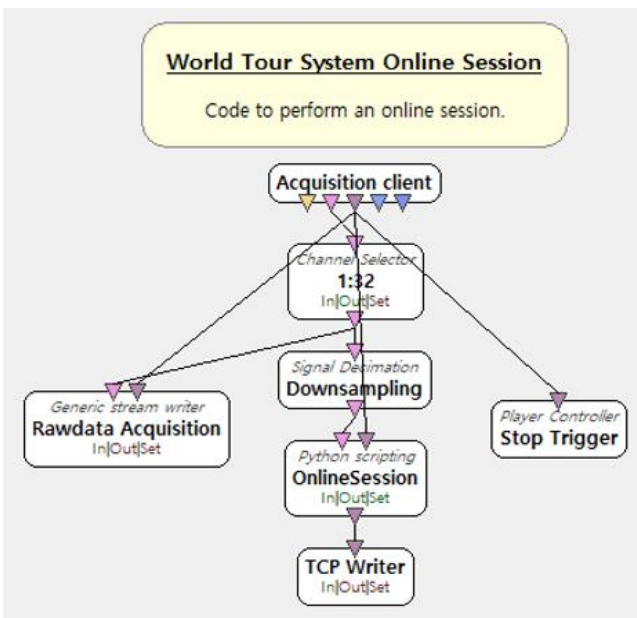 World Tour System Online Session
Code to perform an online session.
Acquisition client
Channel Selector
1:32
In|Out|Set
Signal Decimation
Downsampling
Generic stream writer
Rawdata Acquisition
In|Out|Set
Player Controller
Stop Trigger
Python scripting
OnlineSession
In|Out|Set
TCP Writer
In|Out|Set